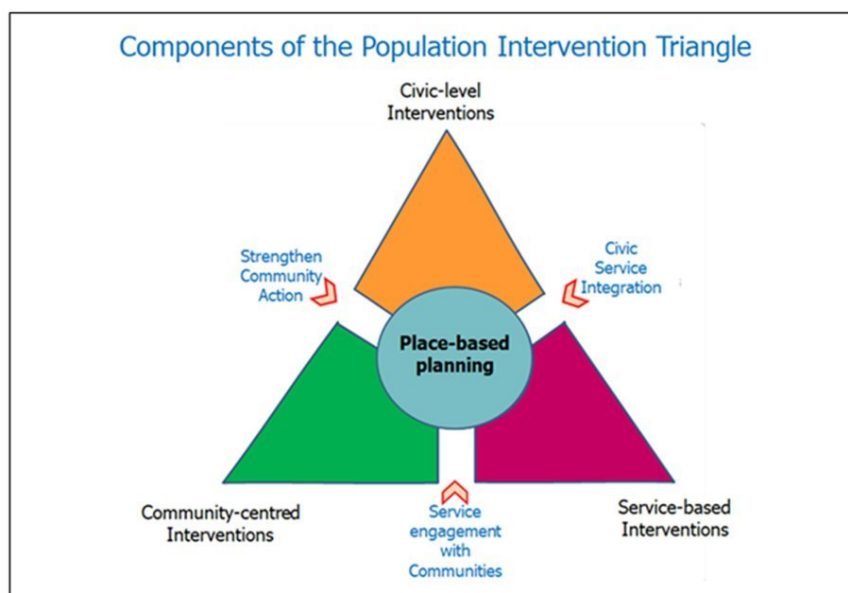 Components of the Population Intervention Triangle
Civic-level
Interventions
Strengthen
Community
Action
Civic
Service
Integration
Place-based
planning
Community-centred
Interventions
Service
engagement
with
Communities
Service-based
Interventions